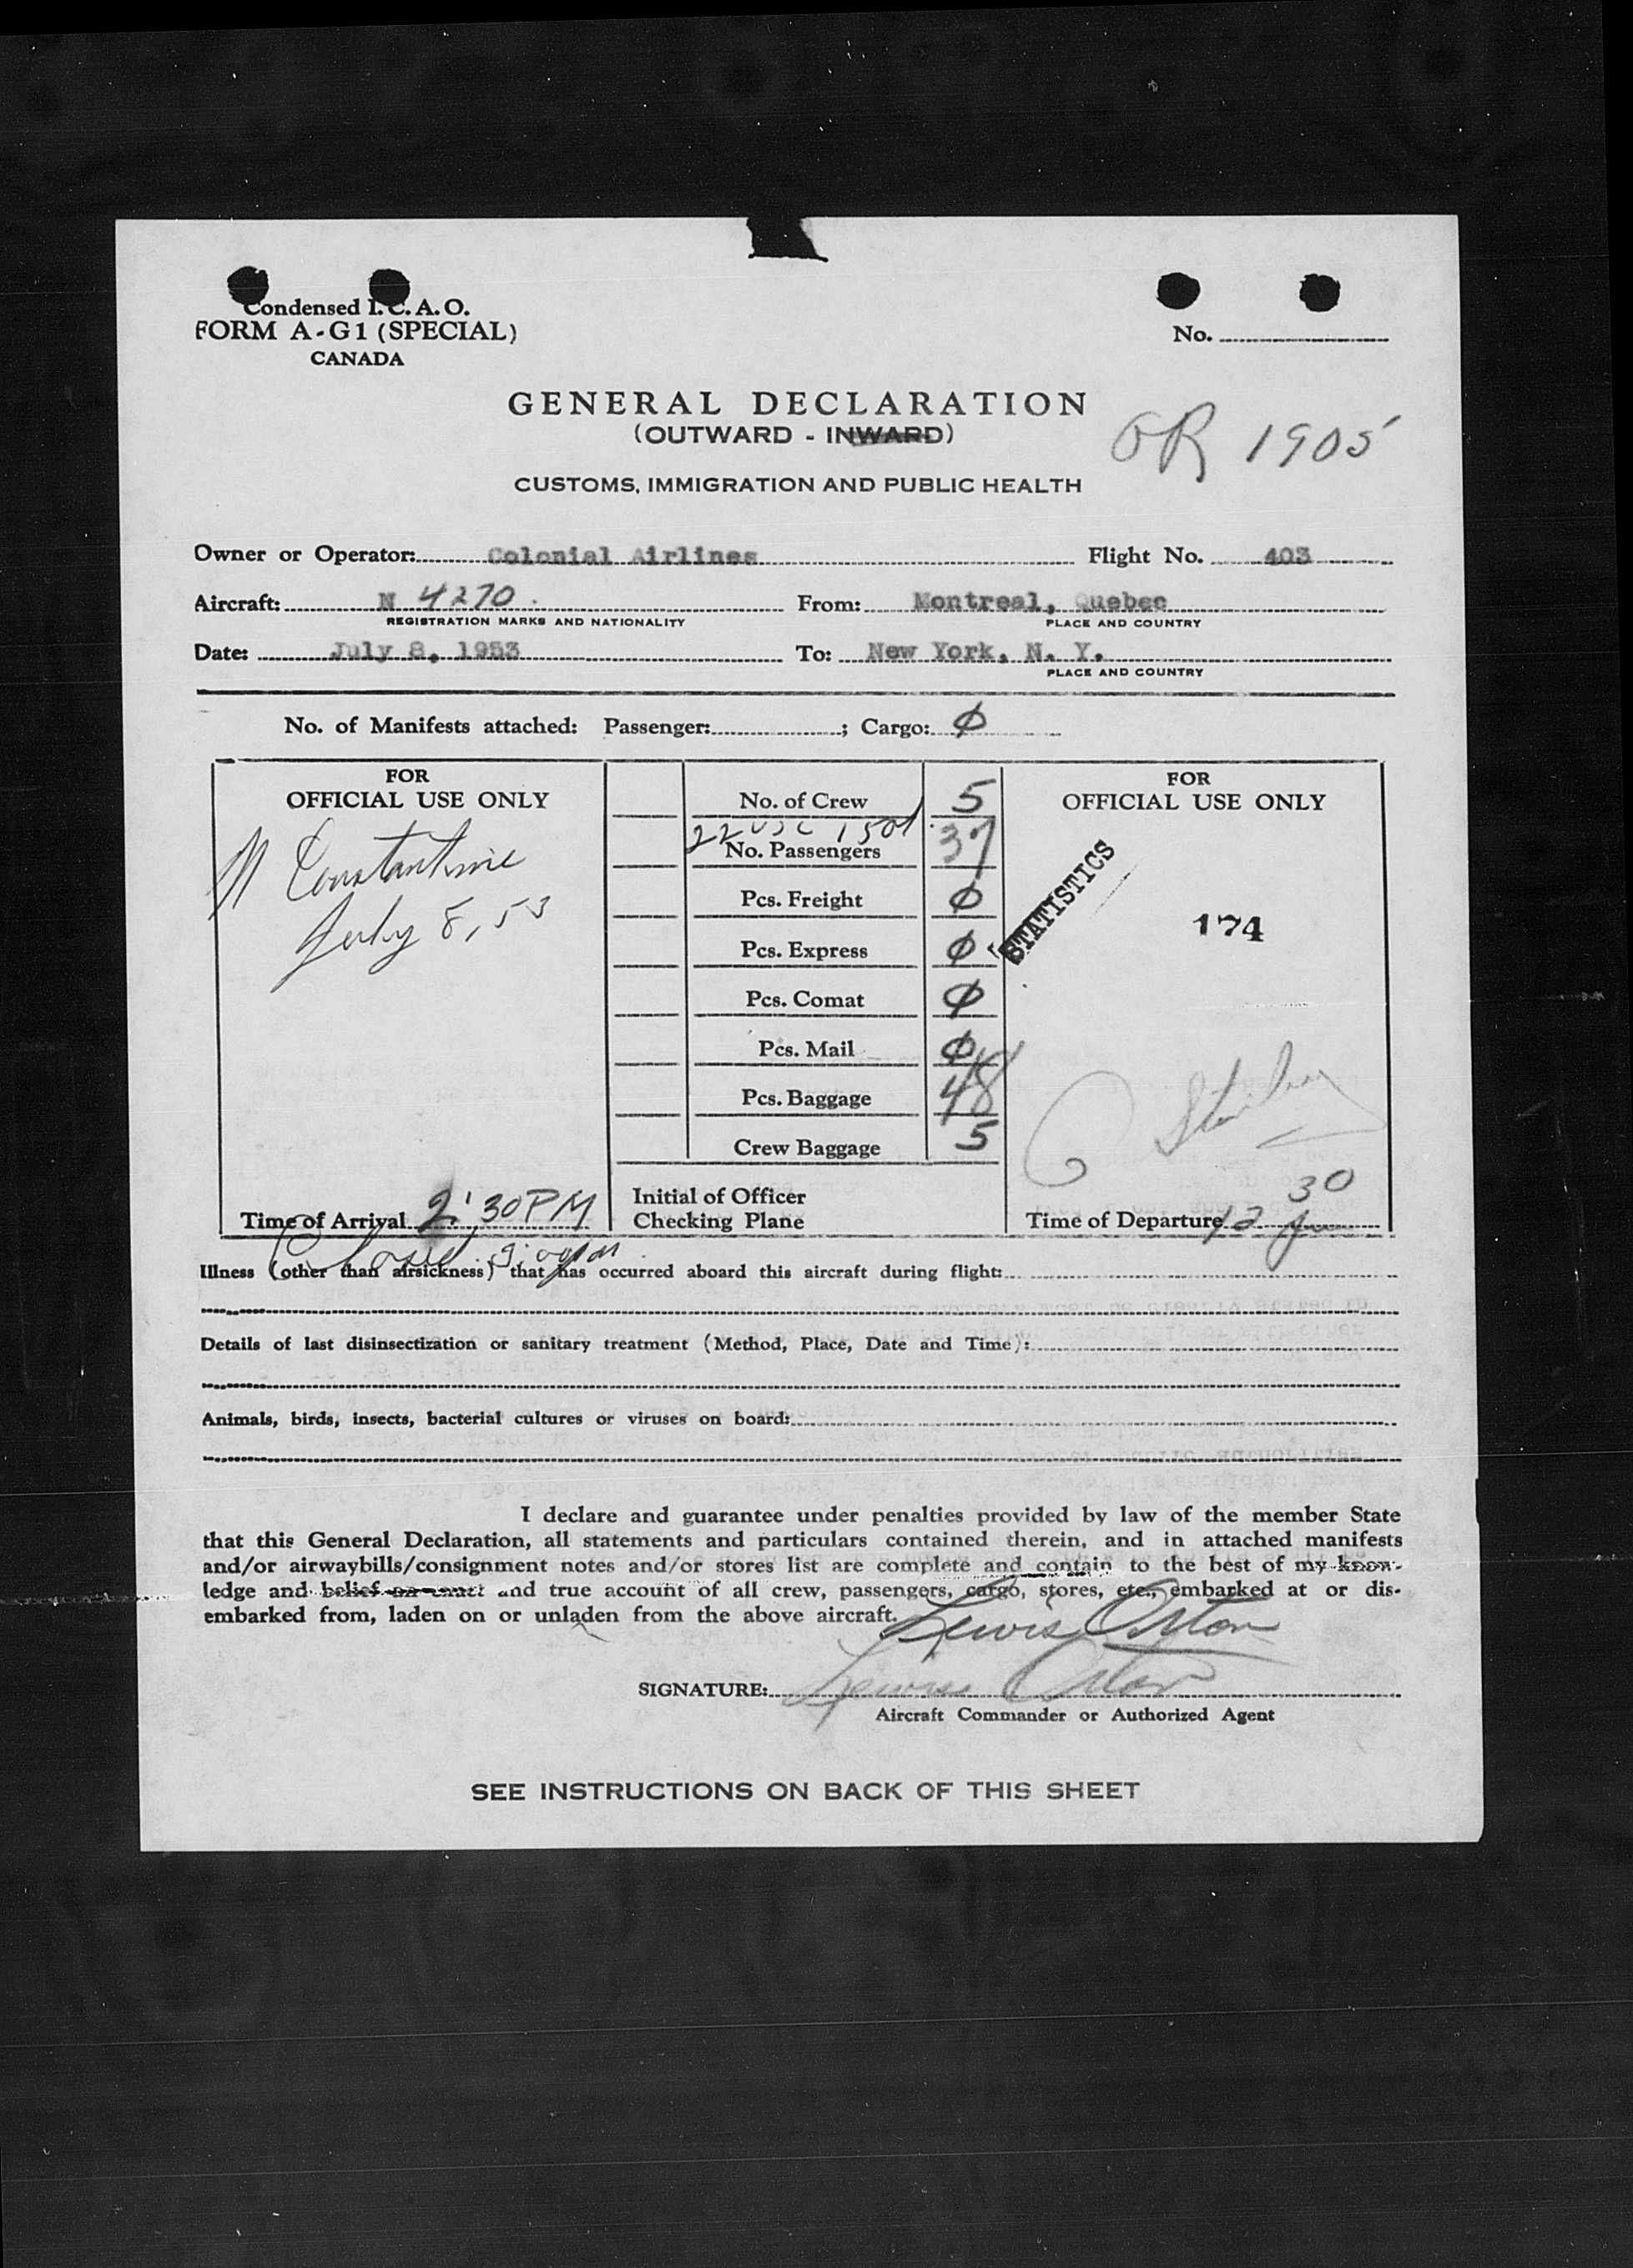 Condensed I.C.A.O.
FORM A-G1 (SPECIAL)
CANADA
No.
GENERAL DECLARATION
(OUTWARD - INWARD)
OR 1905
CUSTOMS, IMMIGRATION AND PUBLIC HEALTH
Owner or Operator: Colonial Airlines Flight No. 403
Aircraft: N 4270. From: Montreal, Quebec
REGISTRATION MARKS AND NATIONALITY PLACE AND COUNTRY
Date: July 8, 1953 To: New York, N. Y.
PLACE AND COUNTRY
No. of Manifests attached: Passenger: ; Cargo: Ø
FOR
OFFICIAL USE ONLY
M Constantine
July 8, 53
Time of Arrival 2:30 PM
No. of Crew 5
22 USC 15
No. Passengers 37
Pcs. Freight Ø
Pcs. Express Ø
Pcs. Comat Ø
Pcs. Mail Ø
Pcs. Baggage 48
Crew Baggage 5
Initial of Officer
Checking Plane
FOR
OFFICIAL USE ONLY
STATISTICS
174
Time of Departure 12 30
Illness (other than airsickness) that has occurred aboard this aircraft during flight:
Details of last disinsectization or sanitary treatment (Method, Place, Date and Time):
Animals, birds, insects, bacterial cultures or viruses on board:
I declare and guarantee under penalties provided by law of the member State
that this General Declaration, all statements and particulars contained therein, and in attached manifests
and/or airwaybills/consignment notes and/or stores list are complete and contain to the best of my know-
ledge and belief an exact and true account of all crew, passengers, cargo, stores, etc., embarked at or dis-
embarked from, laden on or unladen from the above aircraft.
Lewis Orton
SIGNATURE: Lewis Orton
Aircraft Commander or Authorized Agent
SEE INSTRUCTIONS ON BACK OF THIS SHEET